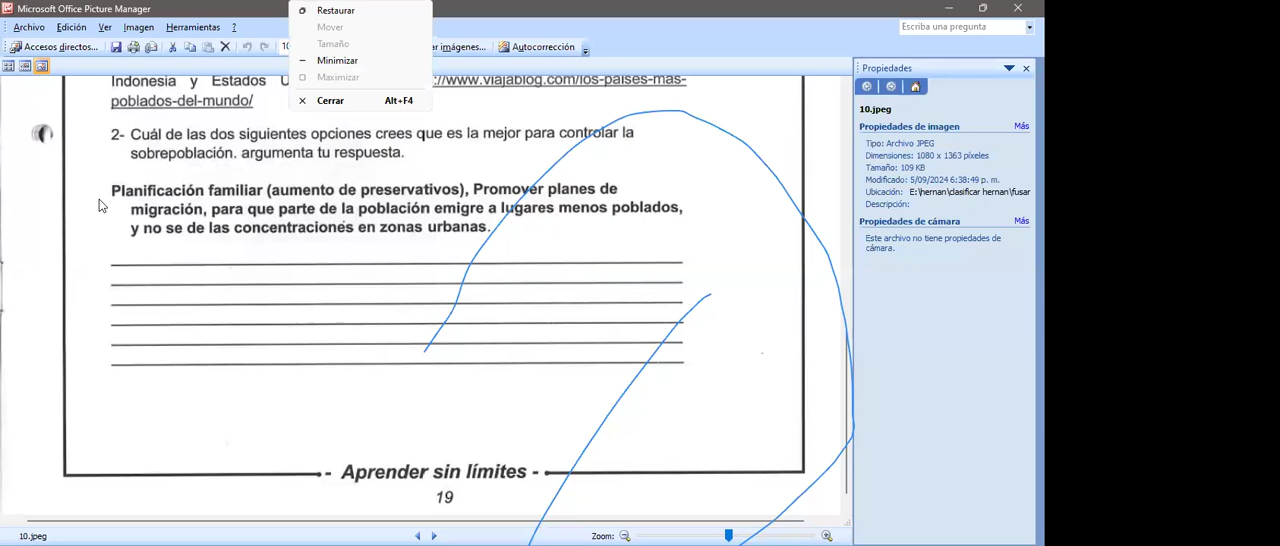 Microsoft Office Picture Manager
Archivo Edición Ver Imagen Herramientas ?
Escriba una pregunta
Restaurar
Mover
Tamaño
Minimizar
Maximizar
Cerrar Alt+F4
Accesos directos...
10
ar imágenes...
Autocorrección
Indonesia y Estados U
://www.viajablog.com/los-paises-mas-
poblados-del-mundo/
2- Cuál de las dos siguientes opciones crees que es la mejor para controlar la
sobrepoblación. argumenta tu respuesta.
Planificación familiar (aumento de preservativos), Promover planes de
migración, para que parte de la población emigre a lugares menos poblados,
y no se de las concentraciones en zonas urbanas.
- Aprender sin límites -
19
Propiedades
10.jpeg
Propiedades de imagen Más
Tipo: Archivo JPEG
Dimensiones: 1080 x 1363 píxeles
Tamaño: 109 KB
Modificado: 5/09/2024 6:38:49 p. m.
Ubicación: E:\hernan\clasificar hernan\fusar
Descripción:
Propiedades de cámara Más
Este archivo no tiene propiedades de
cámara.
10.jpeg
Zoom: